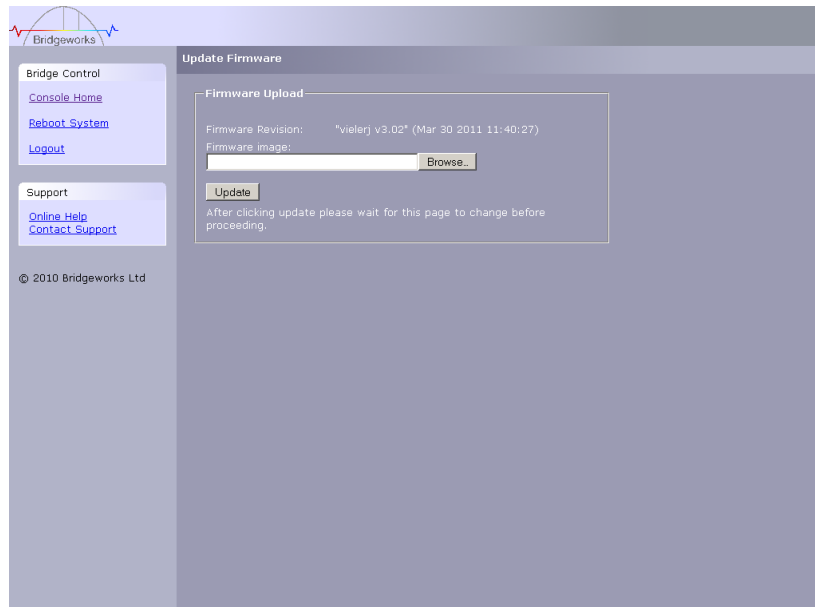 Bridgeworks
Bridge Control
Console Home
Reboot System
Logout
Support
Online Help
Contact Support
© 2010 Bridgeworks Ltd
Update Firmware
Firmware Upload
Firmware Revision: "vielerj v3.02" (Mar 30 2011 11:40:27)
Firmware image:
Browse..
Update
After clicking update please wait for this page to change before
proceeding.